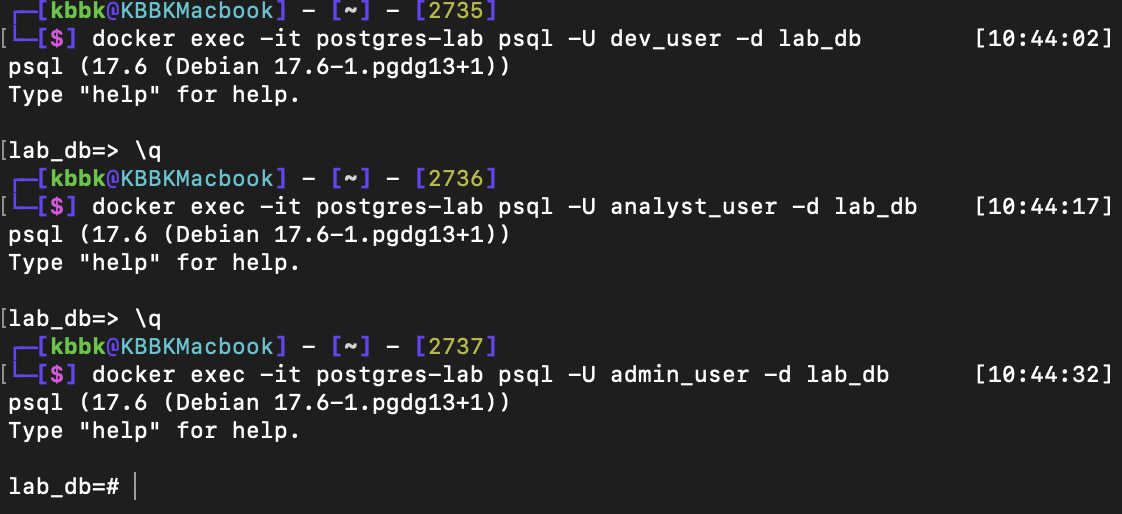 ┌─[kbbk@KBBKMacbook] - [~] - [2735]
[└─[$] docker exec -it postgres-lab psql -U dev_user -d lab_db [10:44:02]
psql (17.6 (Debian 17.6-1.pgdg13+1))
Type "help" for help.
[lab_db=> \q
┌─[kbbk@KBBKMacbook] - [~] - [2736]
[└─[$] docker exec -it postgres-lab psql -U analyst_user -d lab_db [10:44:17]
psql (17.6 (Debian 17.6-1.pgdg13+1))
Type "help" for help.
[lab_db=> \q
┌─[kbbk@KBBKMacbook] - [~] - [2737]
[└─[$] docker exec -it postgres-lab psql -U admin_user -d lab_db [10:44:32]
psql (17.6 (Debian 17.6-1.pgdg13+1))
Type "help" for help.
lab_db=#